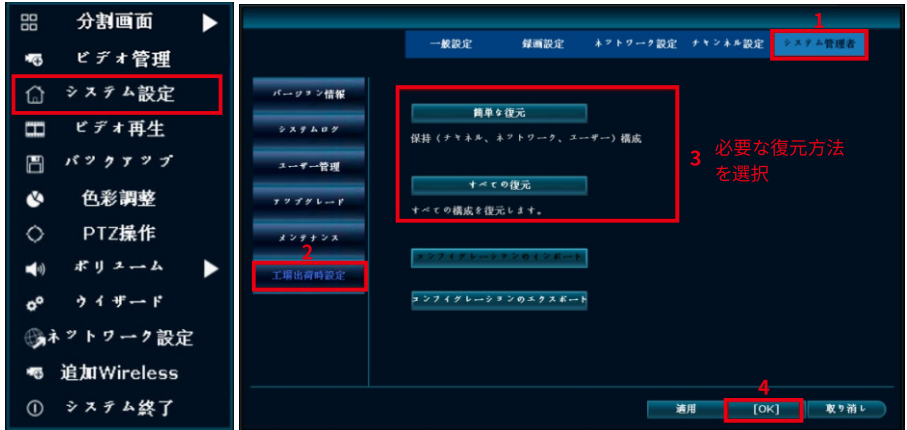 分割画面
ビデオ管理
システム設定
ビデオ再生
バックアップ
色彩調整
PTZ操作
ボリューム
ウイザード
ネットワーク設定
追加Wireless
システム終了
1
一般設定
録画設定
ネットワーク設定
チャンネル設定
システム管理者
バージョン情報
システムログ
ユーザー管理
アップグレード
メンテナンス
2
工場出荷時設定
簡単な復元
保持(チャネル、ネットワーク、ユーザー)構成
すべての復元
すべての構成を復元します。
3 必要な復元方法
を選択
コンフイグレーションのインポート
コンフイグレーションのエクスポート
4
適用
[OK]
取り消し